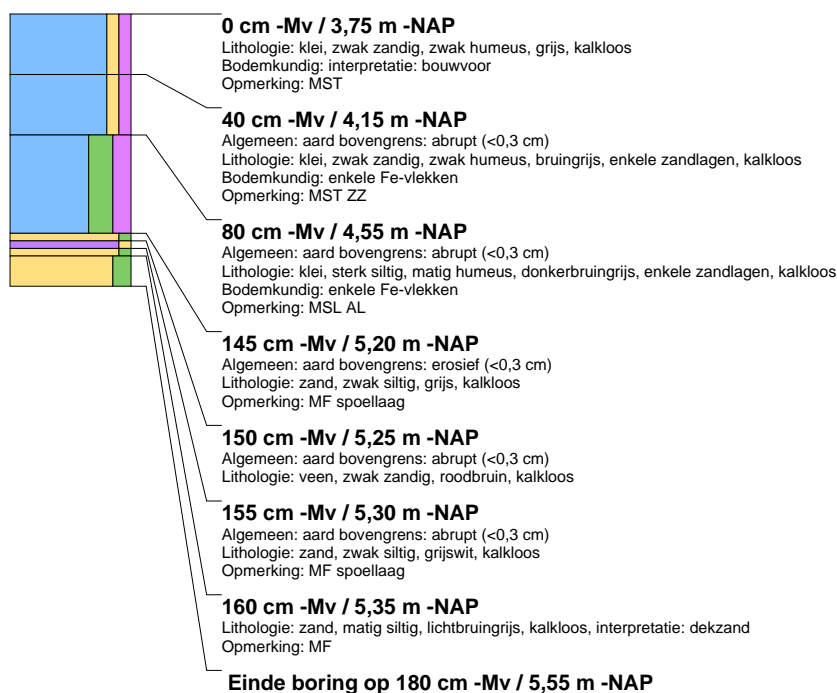 0 cm -Mv / 3,75 m -NAP
Lithologie: klei, zwak zandig, zwak humeus, grijs, kalkloos
Bodemkundig: interpretatie: bouwvoor
Opmerking: MST
40 cm -Mv / 4,15 m -NAP
Algemeen: aard bovengrens: abrupt (<0,3 cm)
Lithologie: klei, zwak zandig, zwak humeus, bruingrijs, enkele zandlagen, kalkloos
Bodemkundig: enkele Fe-vlekken
Opmerking: MST ZZ
80 cm -Mv / 4,55 m -NAP
Algemeen: aard bovengrens: abrupt (<0,3 cm)
Lithologie: klei, sterk siltig, matig humeus, donkerbruingrijs, enkele zandlagen, kalkloos
Bodemkundig: enkele Fe-vlekken
Opmerking: MSL AL
145 cm -Mv / 5,20 m -NAP
Algemeen: aard bovengrens: erosief (<0,3 cm)
Lithologie: zand, zwak siltig, grijs, kalkloos
Opmerking: MF spoellaag
150 cm -Mv / 5,25 m -NAP
Algemeen: aard bovengrens: abrupt (<0,3 cm)
Lithologie: veen, zwak zandig, roodbruin, kalkloos
155 cm -Mv / 5,30 m -NAP
Algemeen: aard bovengrens: abrupt (<0,3 cm)
Lithologie: zand, zwak siltig, grijswit, kalkloos
Opmerking: MF spoellaag
160 cm -Mv / 5,35 m -NAP
Lithologie: zand, matig siltig, lichtbruingrijs, kalkloos, interpretatie: dekzand
Opmerking: MF
Einde boring op 180 cm -Mv / 5,55 m -NAP